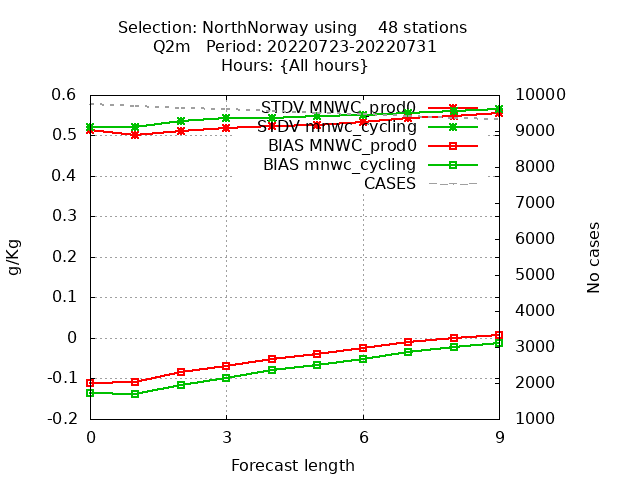 Selection: NorthNorway using    48 stations
Q2m   Period: 20220723-20220731
Hours: {All hours}
0.6
0.5
0.4
0.3
0.2
0.1
0
-0.1
-0.2
g/Kg
STDV MNWC_prod0
STDV mnwc_cycling
BIAS MNWC_prod0
BIAS mnwc_cycling
CASES
10000
9000
8000
7000
6000
5000
4000
3000
2000
1000
No cases
0 3 6 9
Forecast length